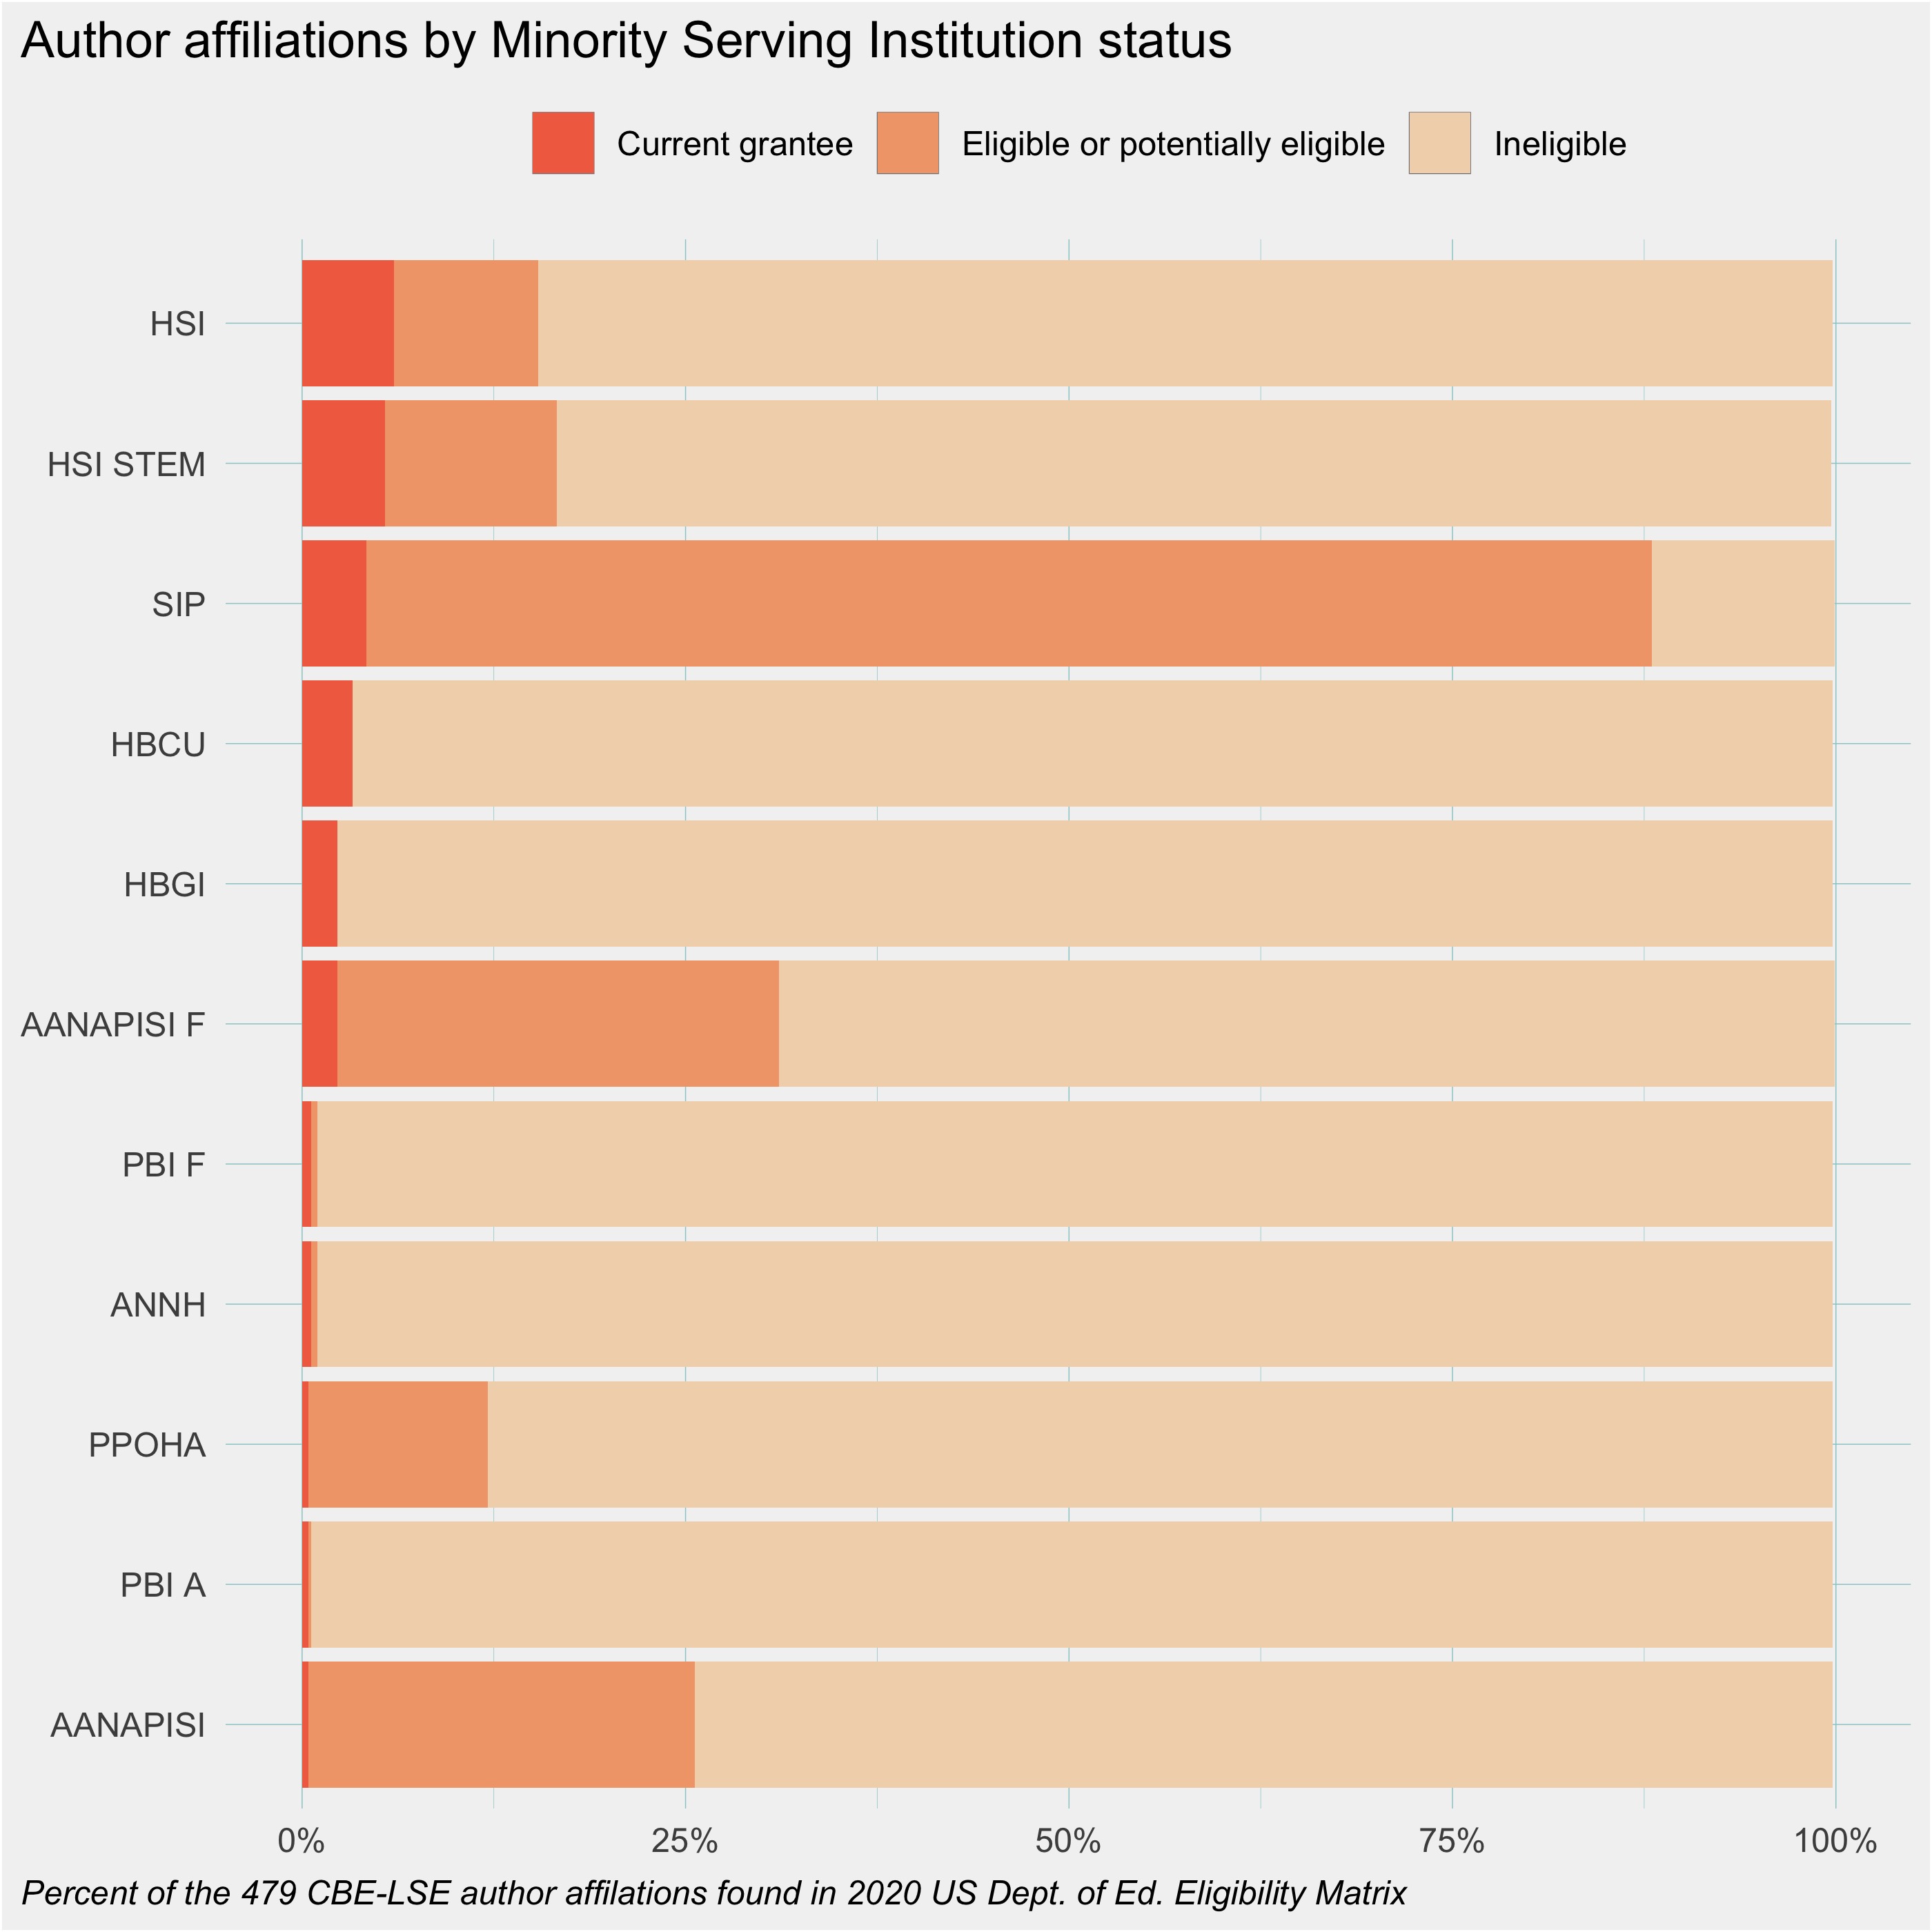 Author affiliations by Minority Serving Institution status
Current grantee Eligible or potentially eligible Ineligible
HSI
HSI STEM
SIP
HBCU
HBGI
AANAPISI F
PBI F
ANNH
PPOHA
PBI A
AANAPISI
0% 25% 50% 75% 100%
Percent of the 479 CBE-LSE author affilations found in 2020 US Dept. of Ed. Eligibility Matrix